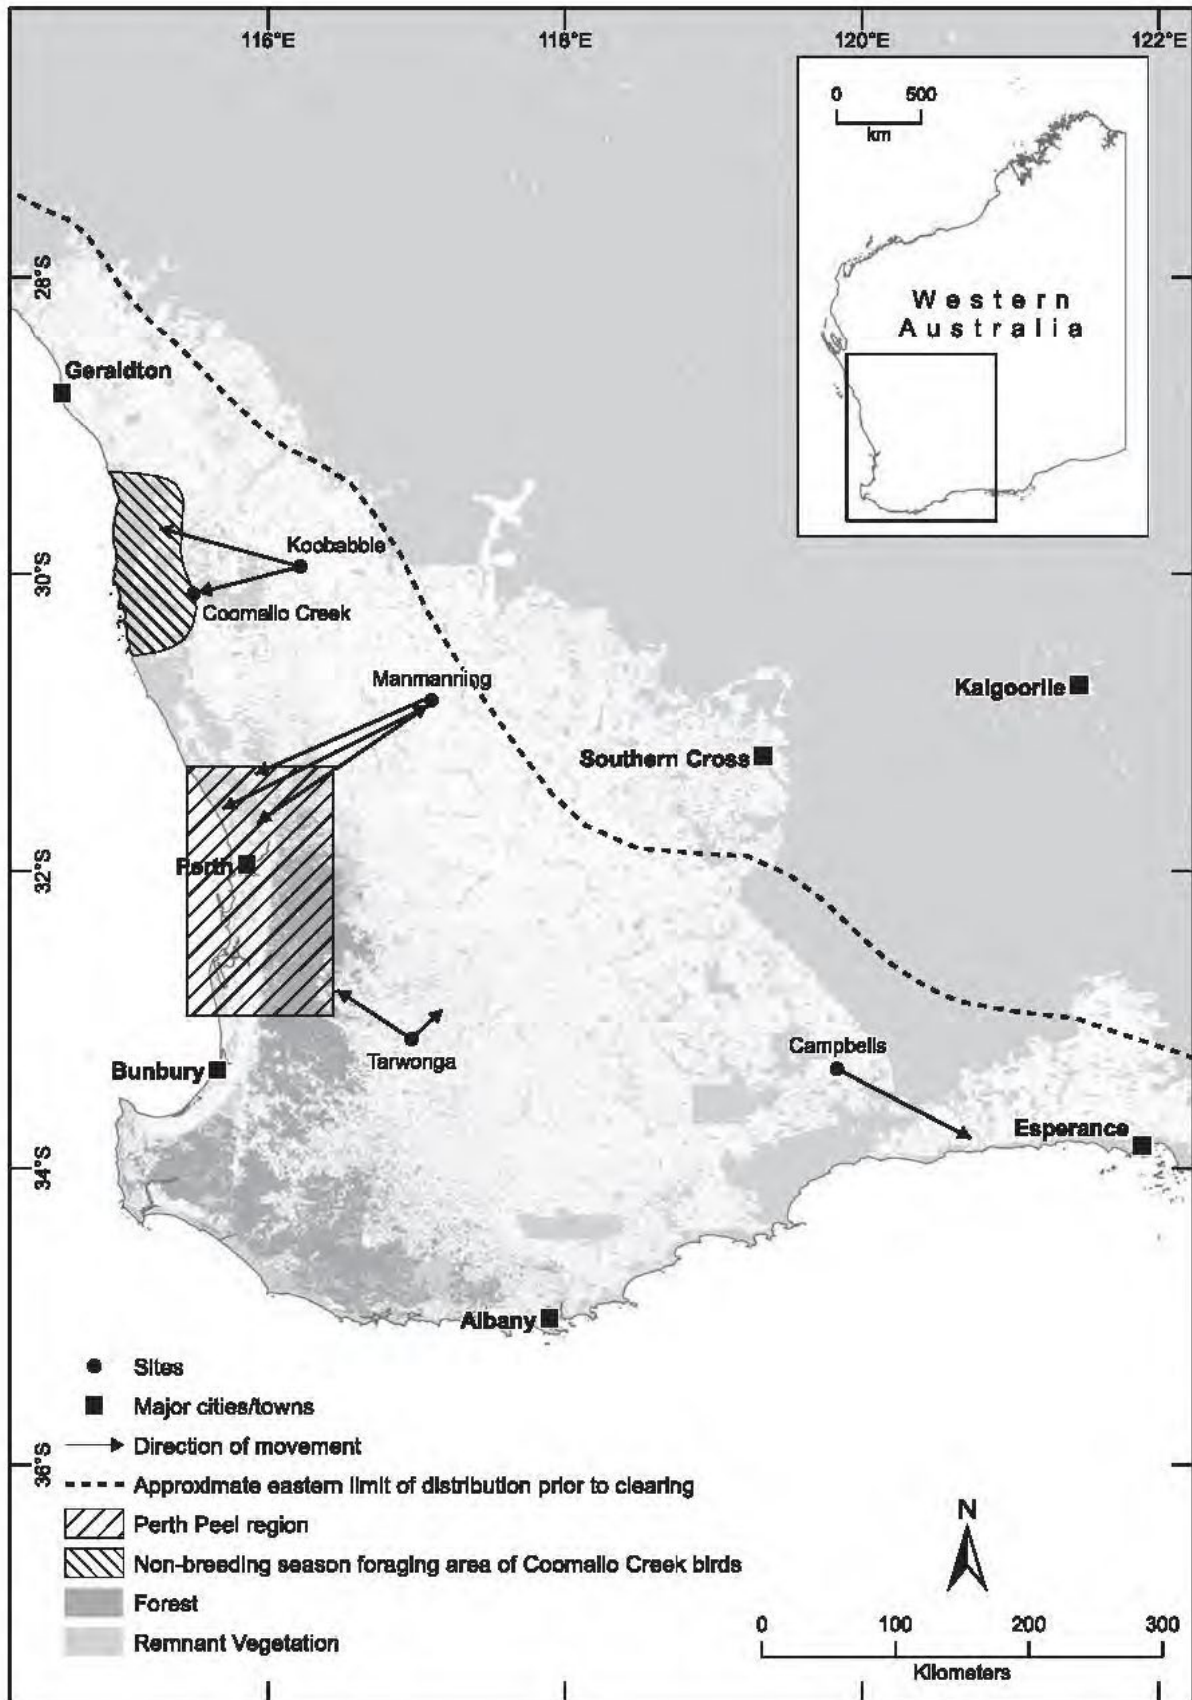 116°E
118°E
120°E
122°E
0 500
km
28°S
Western
Australia
Geraldton
Koobabbie
30°S
Coomallo Creek
Manmanning
Kalgoorlie
Southern Cross
Perth
32°S
Tarwonga
Campbells
Bunbury
Esperance
34°S
Albany
Sites
Major cities/towns
Direction of movement
Approximate eastern limit of distribution prior to clearing
36°S
Perth Peel region
N
Non-breeding season foraging area of Coomallo Creek birds
Forest
Remnant Vegetation
0 100 200 300
Kilometers